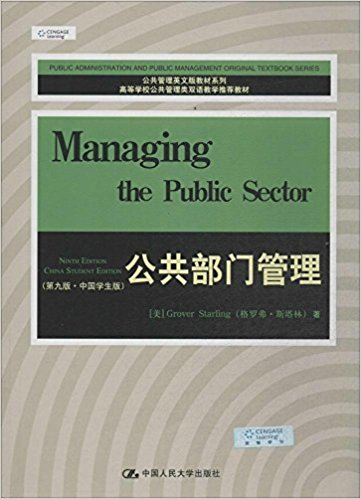 CENGAGE
Learning
PUBLIC ADMINISTRATION AND PUBLIC MANAGEMENT ORIGINAL TEXTBOOK SERIES
公共管理英文版教材系列
高等学校公共管理类双语教学推荐教材
Managing
the Public Sector
NINTH EDITION
CHINA STUDENT EDITION
(第九版·中国学生版)
公共部门管理
[美] Grover Starling (格罗弗·斯塔林) 著
CENGAGE
Learning
中国人民大学出版社